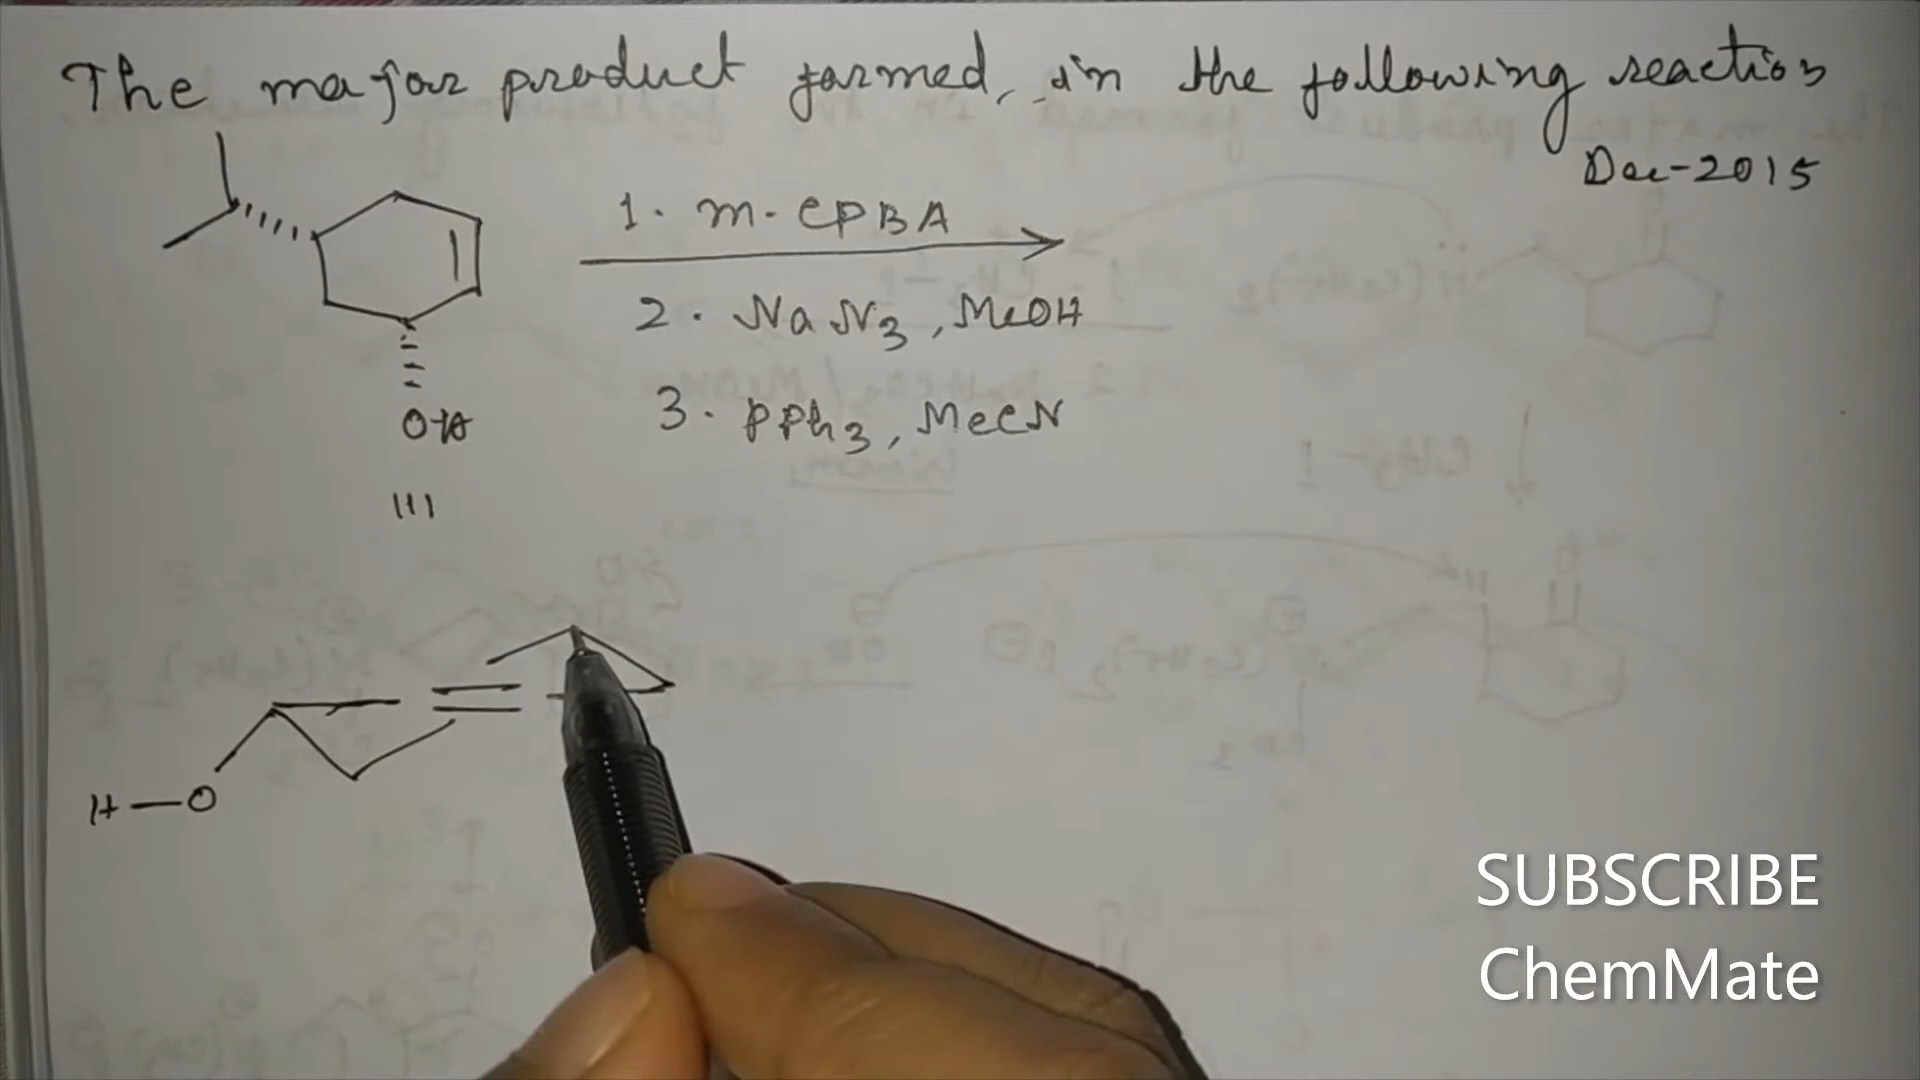 The major product formed, in the following reaction
Dec-2015
1. m-CPBA
2. NaN3, MeOH
3. PPh3, MeCN
OH
H-O
SUBSCRIBE
ChemMate